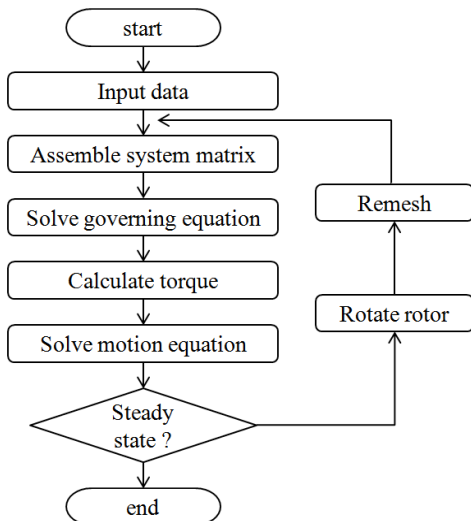 start
Input data
Assemble system matrix
Solve governing equation
Remesh
Calculate torque
Rotate rotor
Solve motion equation
Steady
state ?
end